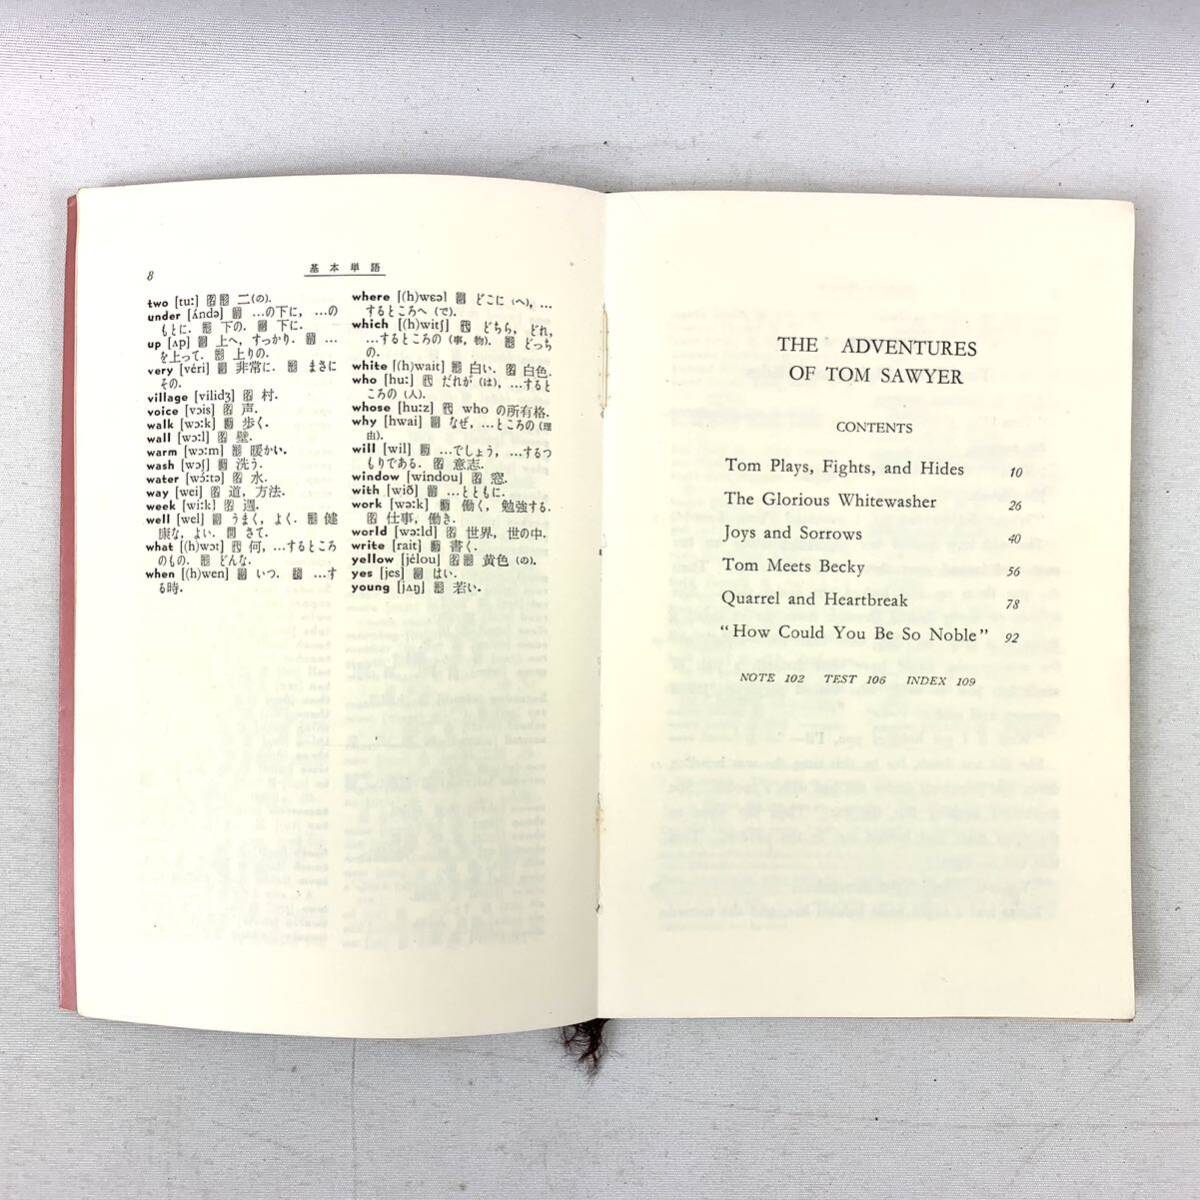 8
基本単語
two [tuː] 名形 二(の).
under [ʌ́ndə] 前 …の下に, …の
もとに. 形 下の. 副 下に.
up [ʌp] 副 上へ, すっかり. 前 …
を上って. 形 上りの.
very [véri] 副 非常に. 形 まさに
その.
village [vilidʒ] 名 村.
voice [vɔis] 名 声.
walk [wɔːk] 動 歩く.
wall [wɔːl] 名 壁.
warm [wɔːm] 形 暖かい.
wash [wɔʃ] 動 洗う.
water [wɔ́ːtə] 名 水.
way [wei] 名 道, 方法.
week [wiːk] 名 週.
well [wel] 副 うまく, よく. 形 健
康な, よい. 間 さて.
what [(h)wɔt] 代 何, …するところ
のもの. 形 どんな.
when [(h)wen] 副 いつ. 接 …す
る時.
where [(h)wɛə] 副 どこに(へ), …
するところへ(で).
which [(h)witʃ] 代 どちら, どれ,
…するところの(事, 物). 形 どっち
の.
white [(h)wait] 形 白い. 名 白色.
who [huː] 代 だれが(は), …すると
ころの(人).
whose [huːz] 代 who の所有格.
why [hwai] 副 なぜ, …ところの(理
由).
will [wil] 助 …でしょう, …するつ
もりである. 名 意志.
window [windou] 名 窓.
with [wið] 前 …とともに.
work [wəːk] 動 働く, 勉強する.
名 仕事, 働き.
world [wəːld] 名 世界, 世の中.
write [rait] 動 書く.
yellow [jélou] 名形 黄色(の).
yes [jes] 副 はい.
young [jʌŋ] 形 若い.
THE ADVENTURES
OF TOM SAWYER
CONTENTS
Tom Plays, Fights, and Hides 10
The Glorious Whitewasher 26
Joys and Sorrows 40
Tom Meets Becky 56
Quarrel and Heartbreak 78
"How Could You Be So Noble" 92
NOTE 102 TEST 106 INDEX 109